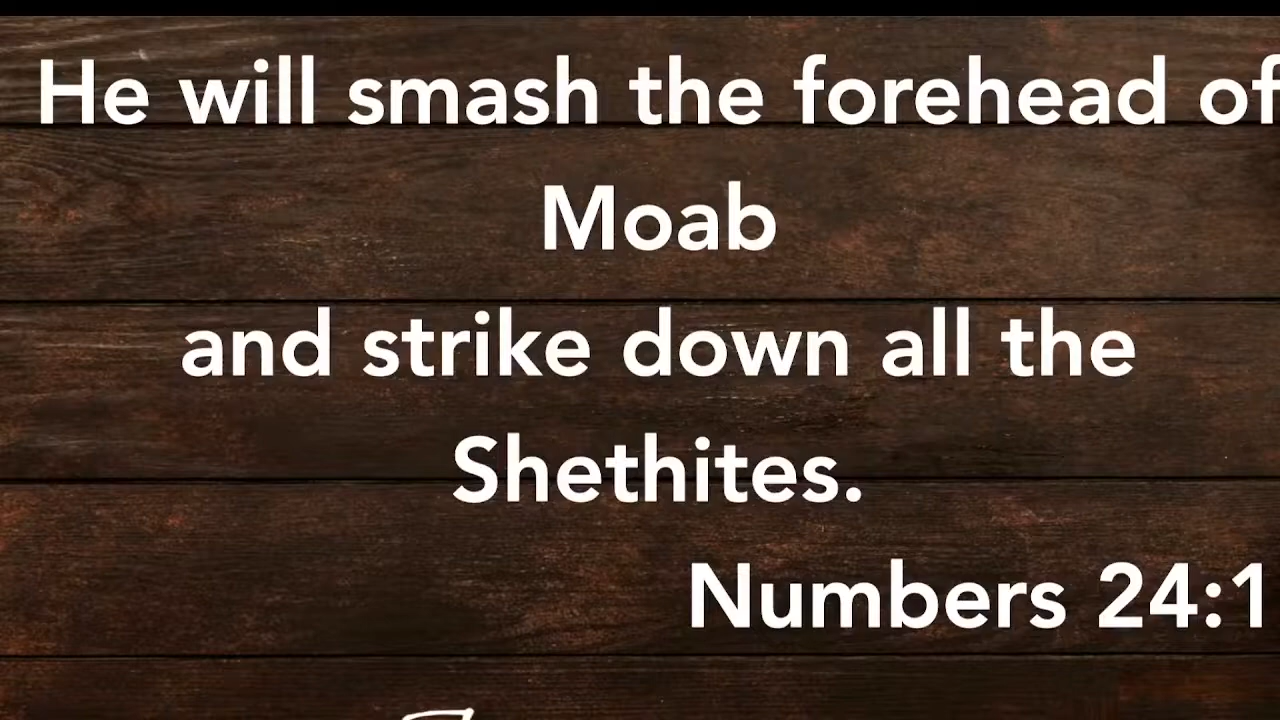 He will smash the forehead of
Moab
and strike down all the
Shethites.
Numbers 24:1